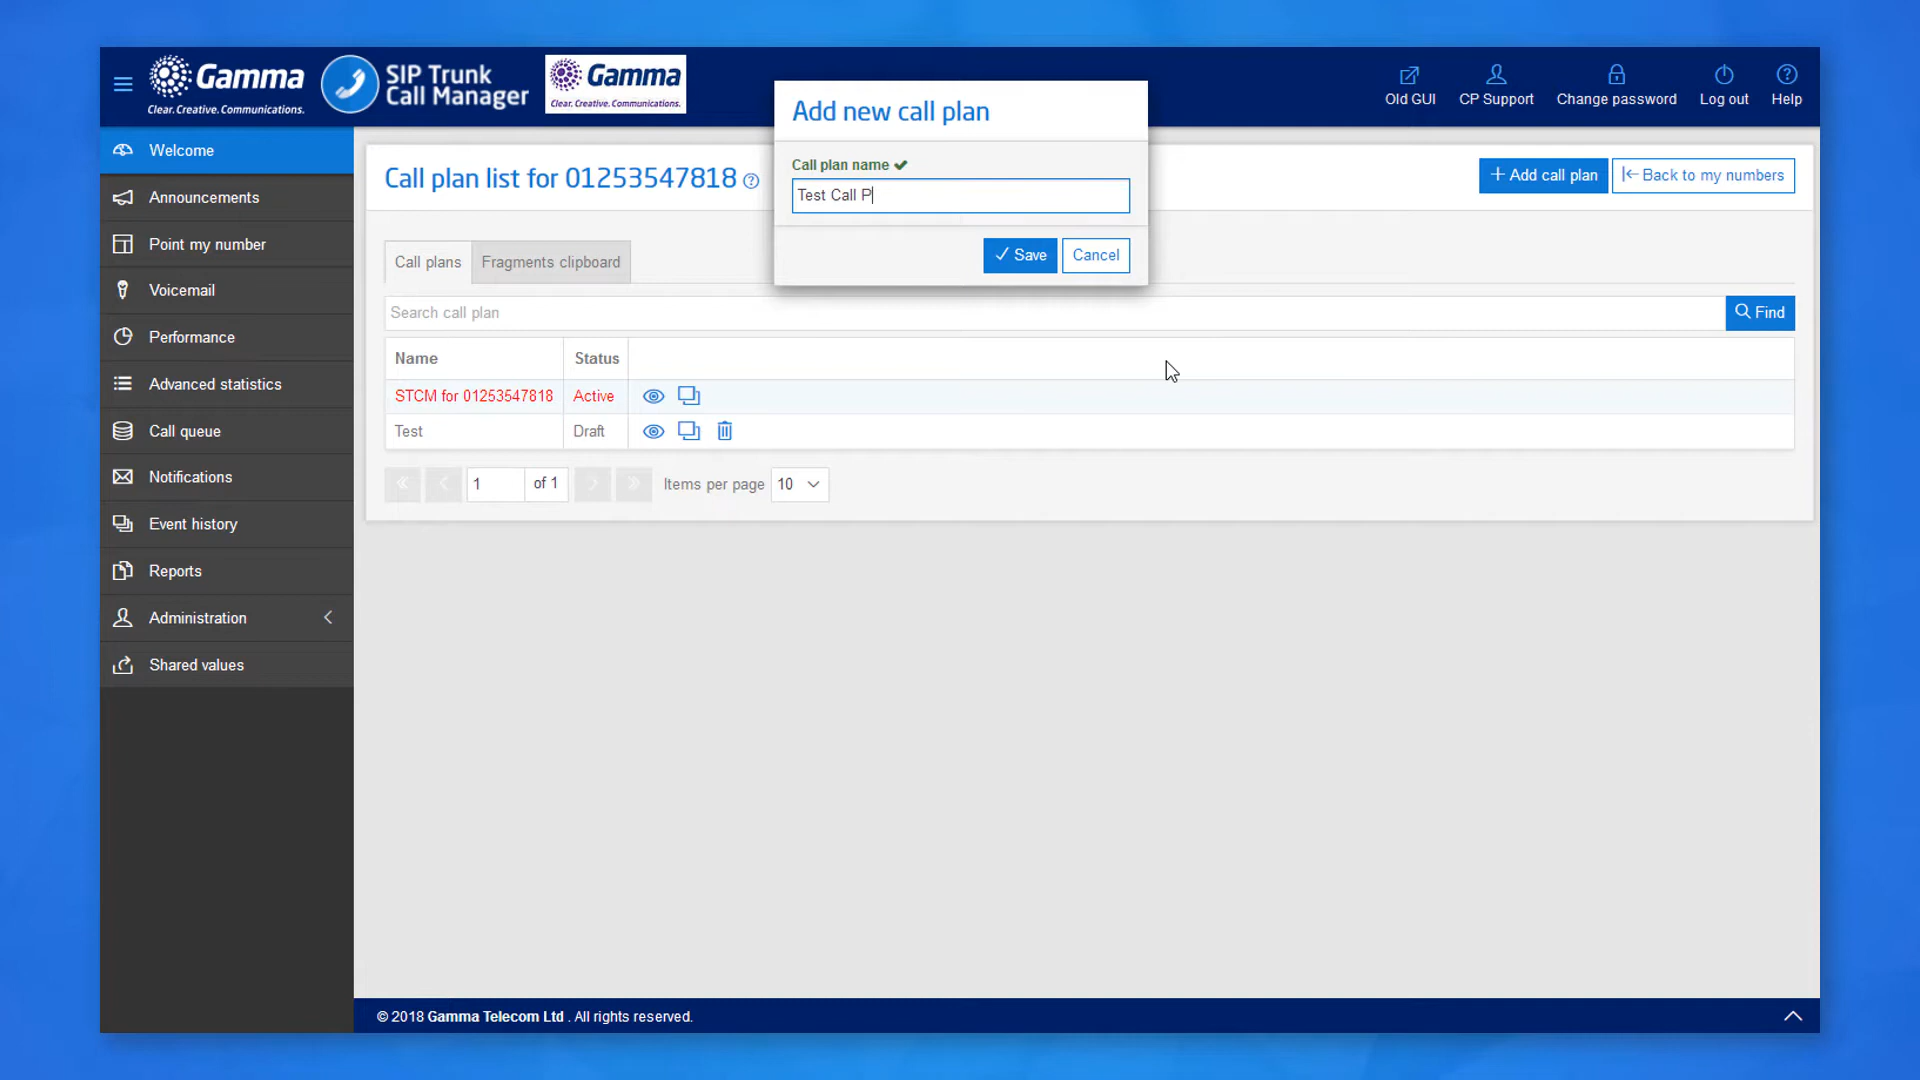 Gamma
Clear. Creative. Communications.
SIP Trunk
Call Manager
Gamma
Clear. Creative. Communications.
Old GUI
CP Support
Change password
Log out
Help
Add new call plan
Call plan name
Test Call P
Save
Cancel
Welcome
Announcements
Point my number
Voicemail
Performance
Advanced statistics
Call queue
Notifications
Event history
Reports
Administration
Shared values
Call plan list for 01253547818
Add call plan
Back to my numbers
Call plans
Fragments clipboard
Search call plan
Find
Name Status
STCM for 01253547818 Active
Test Draft
1 of 1 Items per page 10
© 2018 Gamma Telecom Ltd . All rights reserved.